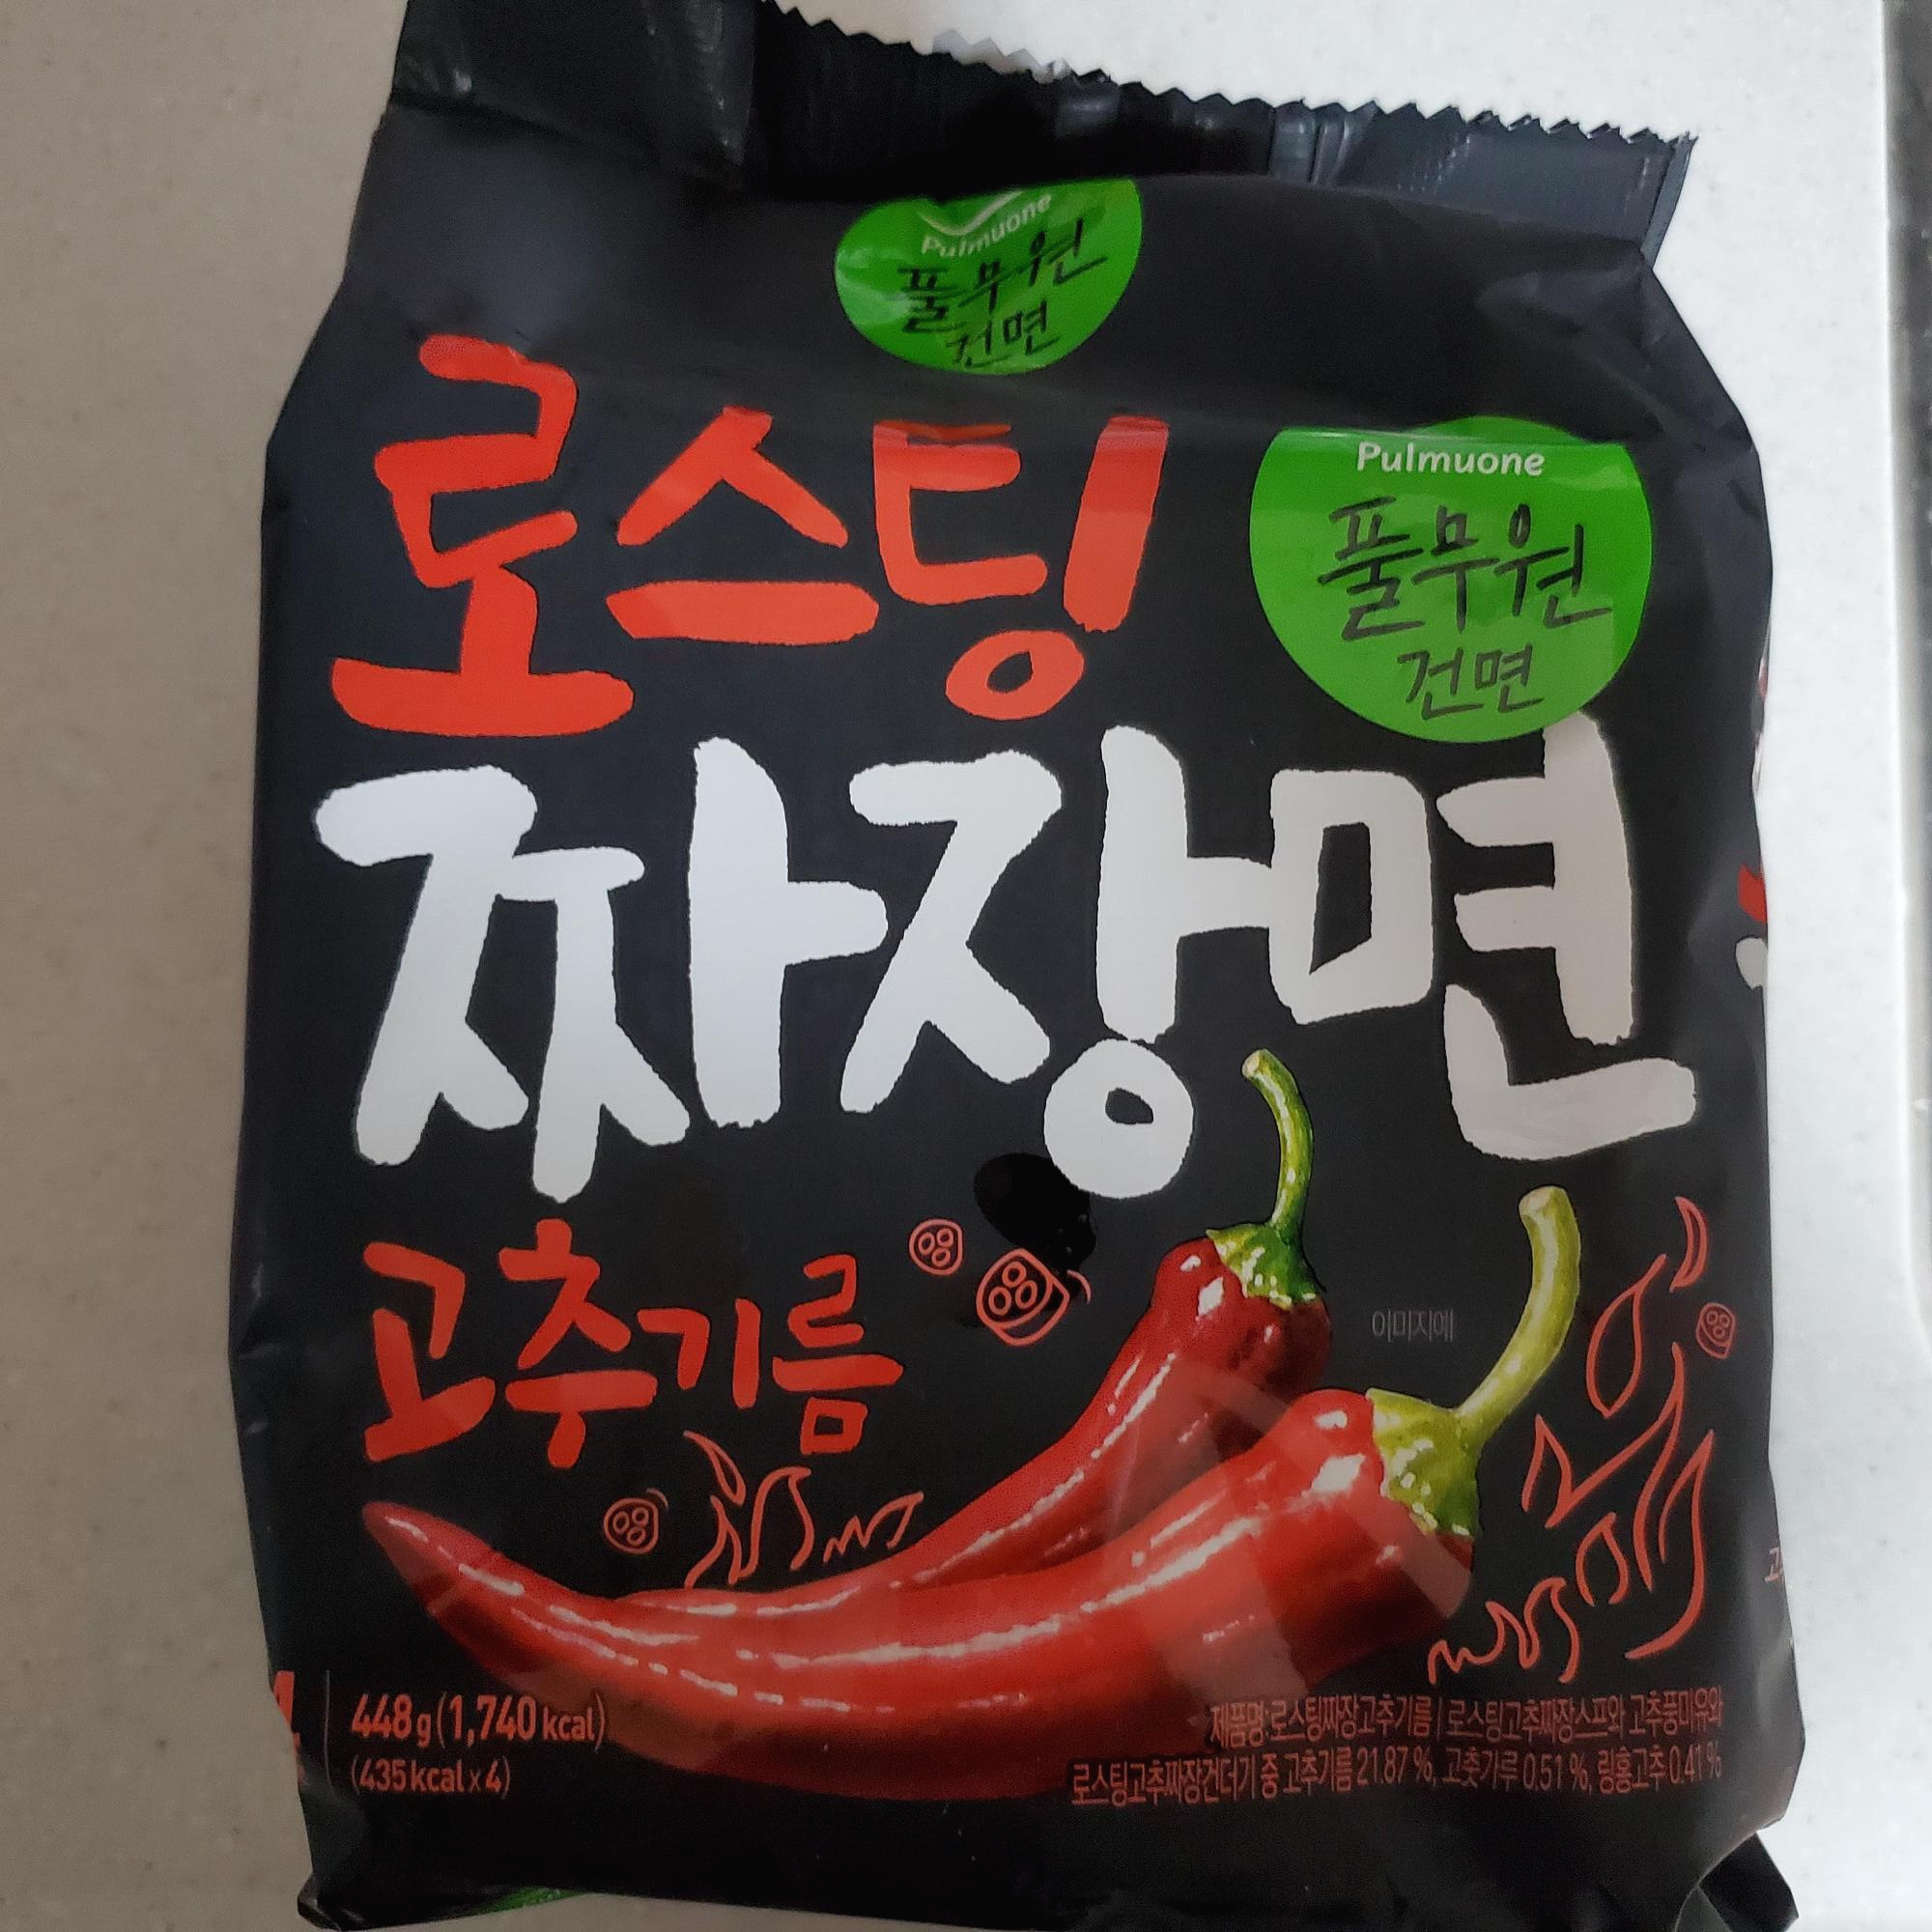 Pulmuone
풀무원
건면
Pulmuone
풀무원
건면
로스팅
짜장면
고추기름
이미지예
448g(1,740 kcal)
(435 kcal x 4)
제품명:로스팅짜장고추기름 | 로스팅고추짜장스프와 고추풍미유와
로스팅고추짜장건더기 중 고추기름 21.87 %, 고춧가루 0.51 %, 링홍고추 0.41 %